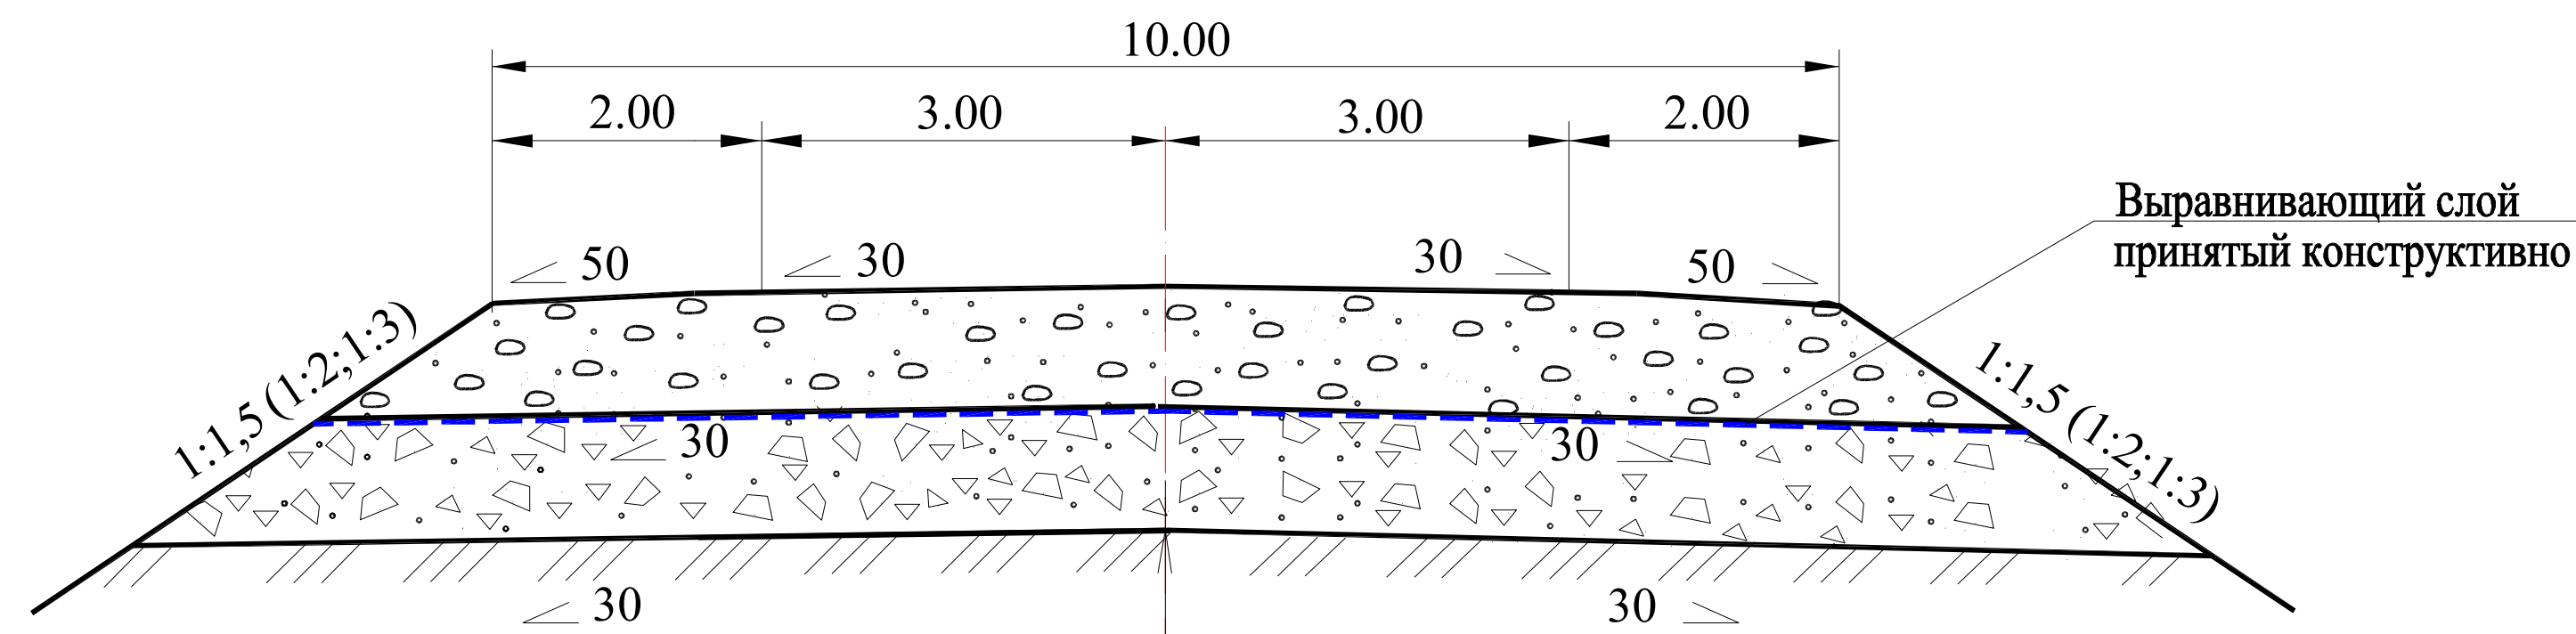 10.00
2.00 3.00 3.00 2.00
Выравнивающий слой
принятый конструктивно
50 30 30 50
1:1,5 (1:2;1:3) 1:1,5 (1:2;1:3)
30 30
30 30